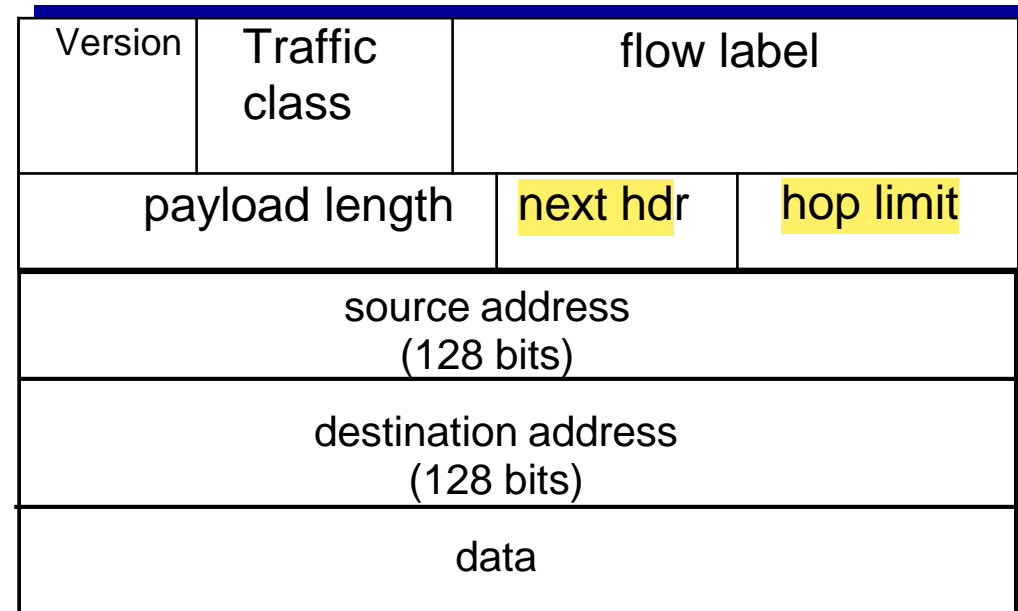 Version
Traffic
class
flow label
payload length
next hdr
hop limit
source address
(128 bits)
destination address
(128 bits)
data